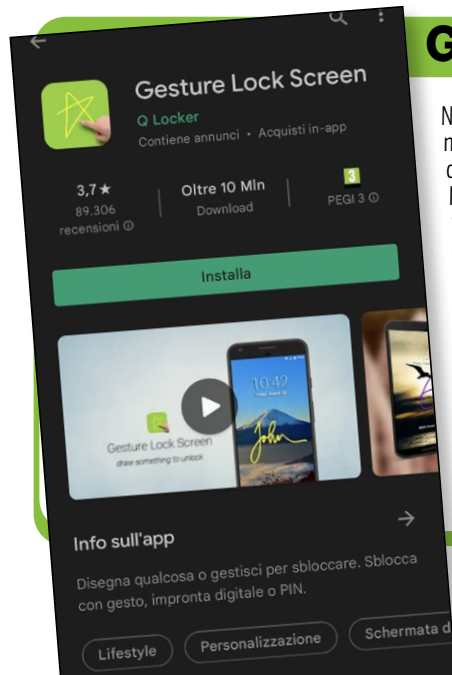 G
Gesture Lock Screen
Q Locker
Contiene annunci • Acquisti in-app
3,7★
89.306
recensioni
Oltre 10 Mln
Download
3
PEGI 3
Installa
Gesture Lock Screen
draw something to unlock
10:42
John
Info sull'app
Disegna qualcosa o gestisci per sbloccare. Sblocca
con gesto, impronta digitale o PIN.
Lifestyle
Personalizzazione
Schermata d